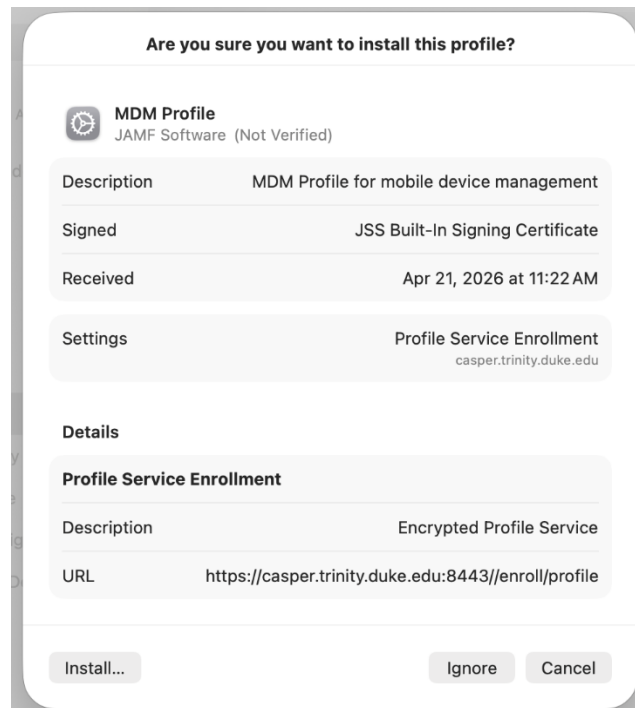 Are you sure you want to install this profile?
MDM Profile
JAMF Software (Not Verified)
Description MDM Profile for mobile device management
Signed JSS Built-In Signing Certificate
Received Apr 21, 2026 at 11:22 AM
Settings Profile Service Enrollment
casper.trinity.duke.edu
Details
Profile Service Enrollment
Description Encrypted Profile Service
URL https://casper.trinity.duke.edu:8443//enroll/profile
Install... Ignore Cancel